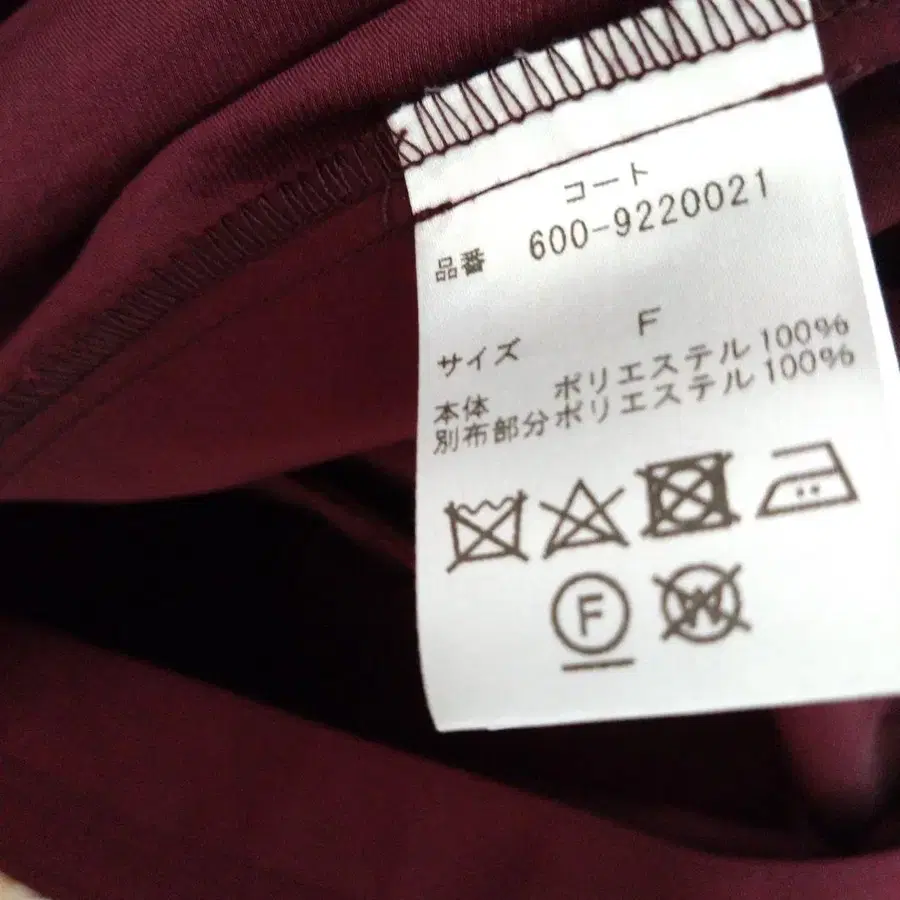 コート
品番 600-9220021
サイズ F
本体 ポリエステル 100%
別布部分 ポリエステル 100%
F
W